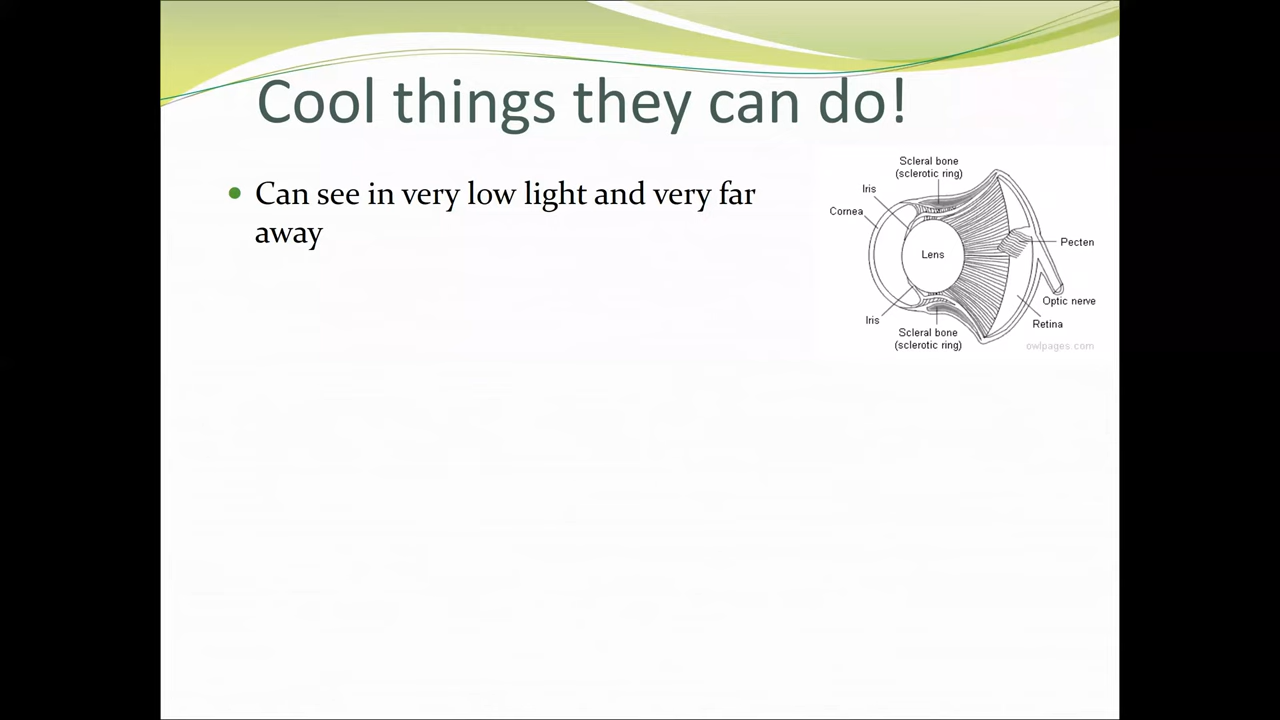 Cool things they can do!
Can see in very low light and very far
away
Scleral bone
(sclerotic ring)
Iris
Cornea
Lens
Pecten
Optic nerve
Iris
Retina
Scleral bone
(sclerotic ring)
owlpages.com